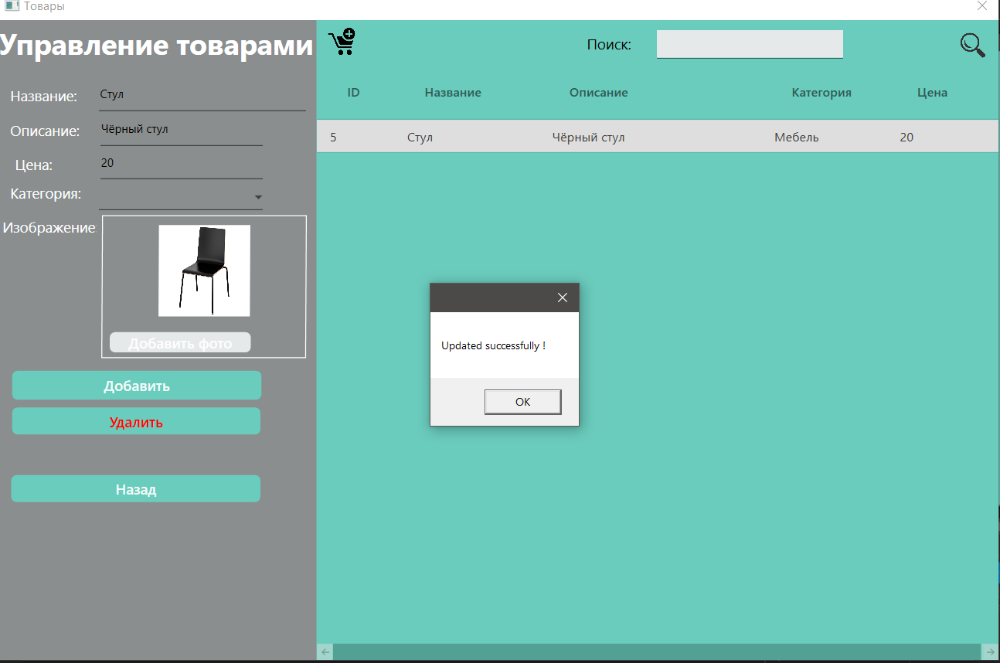 Товары
Управление товарами
Название: Стул
Описание: Чёрный стул
Цена: 20
Категория:
Изображение
Добавить фото
Добавить
Удалить
Назад
Поиск:
ID Название Описание Категория Цена
5 Стул Чёрный стул Мебель 20
Updated successfully !
OK